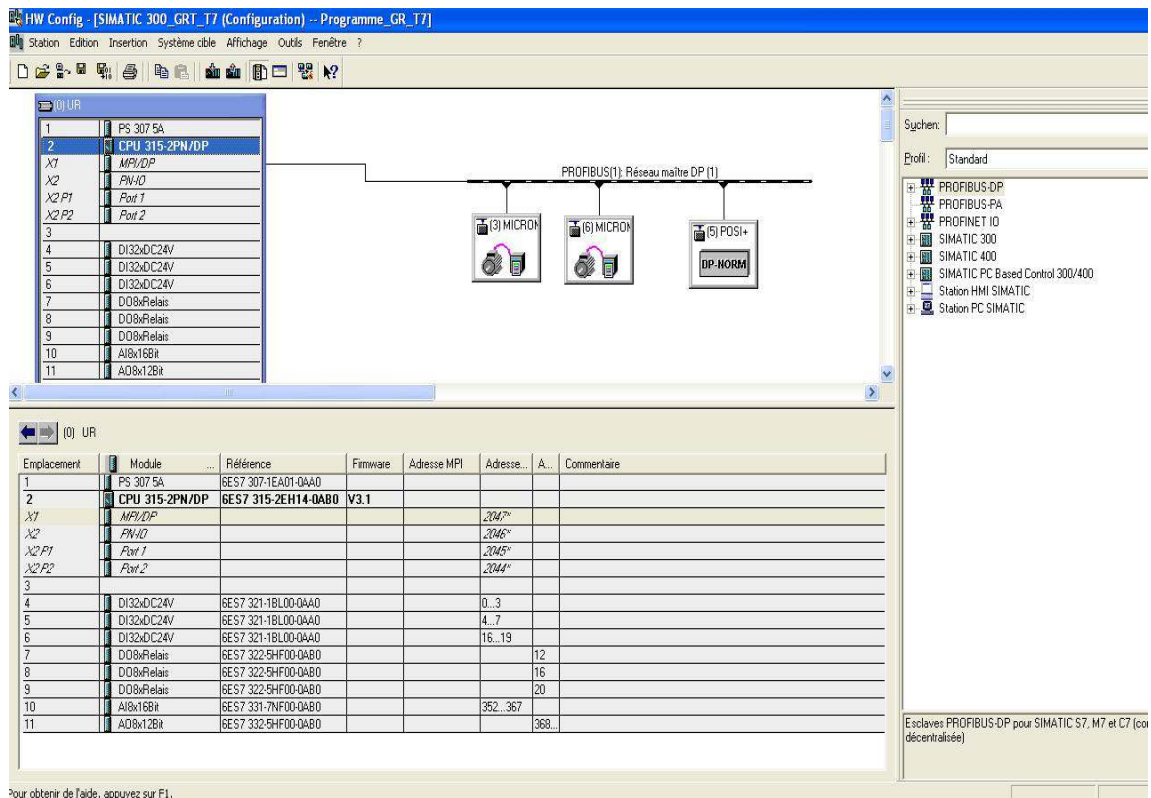 HW Config - [SIMATIC 300_GRT_T7 (Configuration) -- Programme_GR_T7]
Station Edition Insertion Système cible Affichage Outils Fenêtre ?
(0) UR
1 PS 307 5A
2 CPU 315-2PN/DP
X1 MPI/DP
X2 PN-IO
X2 P1 Port 1
X2 P2 Port 2
3
4 DI32xDC24V
5 DI32xDC24V
6 DI32xDC24V
7 DO8xRelais
8 DO8xRelais
9 DO8xRelais
10 AI8x16Bit
11 AO8x12Bit
PROFIBUS(1): Réseau maître DP (1)
(3) MICRON
(6) MICRON
(5) POSI+
DP-NORM
Suchen:
Profil : Standard
PROFIBUS-DP
PROFIBUS-PA
PROFINET IO
SIMATIC 300
SIMATIC 400
SIMATIC PC Based Control 300/400
Station HMI SIMATIC
Station PC SIMATIC
(0) UR
Emplacement Module ... Référence Firmware Adresse MPI Adresse... A... Commentaire
1 PS 307 5A 6ES7 307-1EA01-0AA0
2 CPU 315-2PN/DP 6ES7 315-2EH14-0AB0 V3.1
X1 MPI/DP 2047*
X2 PN-IO 2046*
X2 P1 Port 1 2045*
X2 P2 Port 2 2044*
3
4 DI32xDC24V 6ES7 321-1BL00-0AA0 0...3
5 DI32xDC24V 6ES7 321-1BL00-0AA0 4...7
6 DI32xDC24V 6ES7 321-1BL00-0AA0 16...19
7 DO8xRelais 6ES7 322-5HF00-0AB0 12
8 DO8xRelais 6ES7 322-5HF00-0AB0 16
9 DO8xRelais 6ES7 322-5HF00-0AB0 20
10 AI8x16Bit 6ES7 331-7NF00-0AB0 352...367
11 AO8x12Bit 6ES7 332-5HF00-0AB0 368...
Esclaves PROFIBUS-DP pour SIMATIC S7, M7 et C7 (con
décentralisée)
Pour obtenir de l'aide, appuyez sur F1.